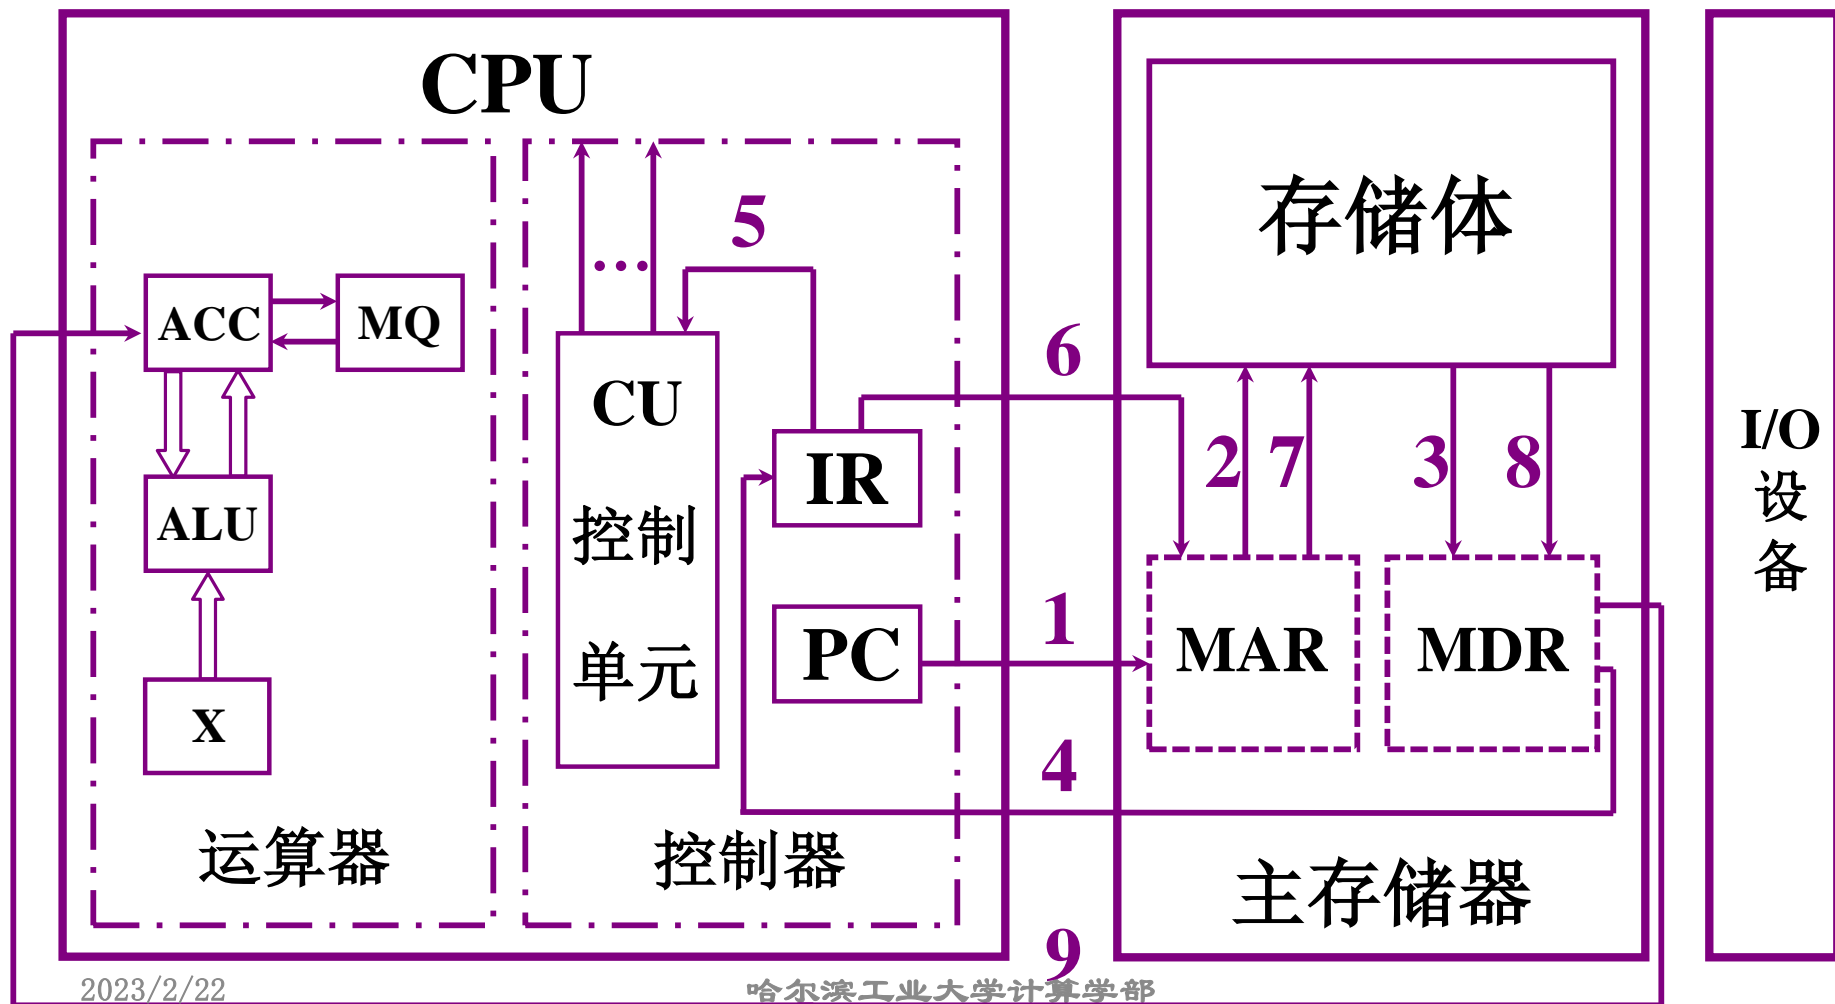 CPU
存储体
5
…
ACC
MQ
6
CU
控制
单元
IR
2
7
3
8
I/O
设
备
ALU
1
PC
MAR
MDR
X
4
运算器
控制器
主存储器
9
2023/2/22
哈尔滨工业大学计算学部